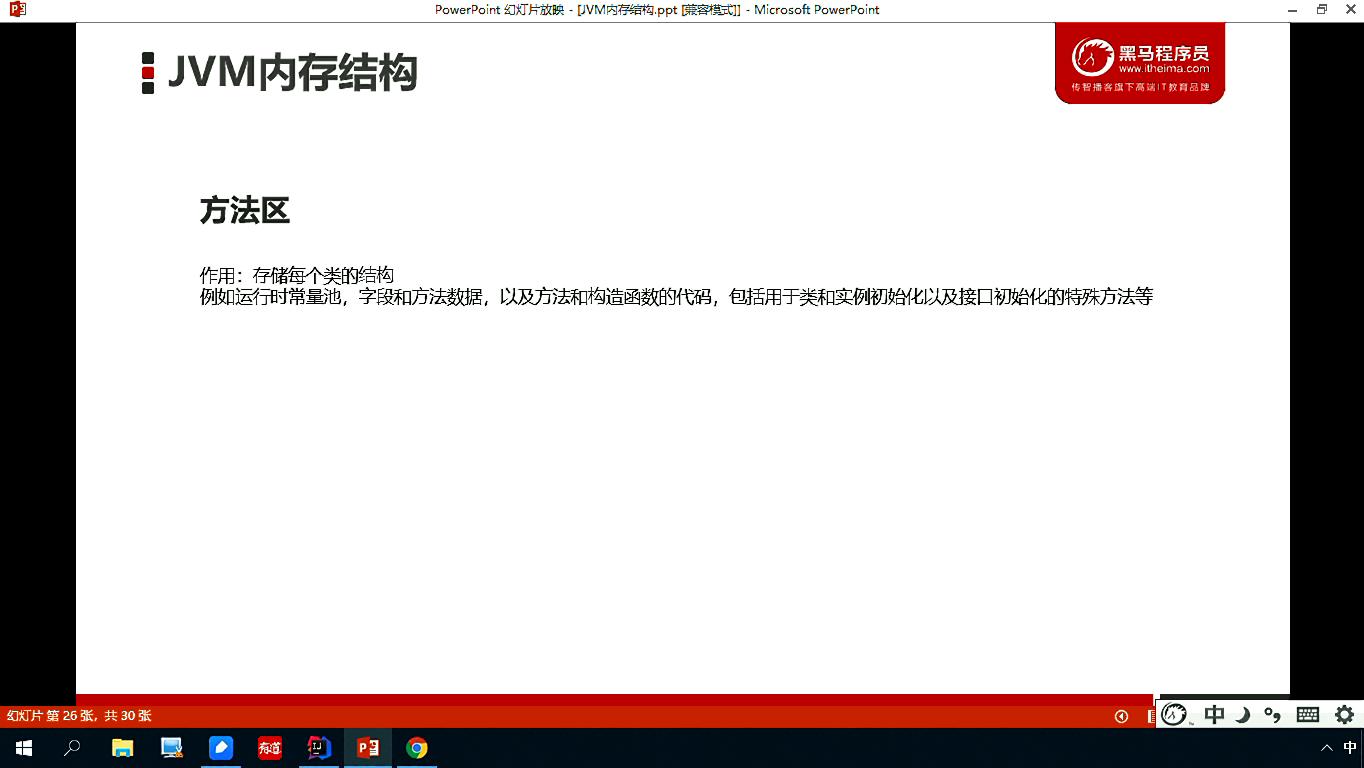 PowerPoint 幻灯片放映 - [JVM内存结构.ppt [兼容模式]] - Microsoft PowerPoint
JVM内存结构
黑马程序员
www.itheima.com
传智播客旗下高端IT教育品牌
方法区
作用：存储每个类的结构
例如运行时常量池，字段和方法数据，以及方法和构造函数的代码，包括用于类和实例初始化以及接口初始化的特殊方法等
幻灯片 第 26 张，共 30 张
中
有道
IJ
P
中